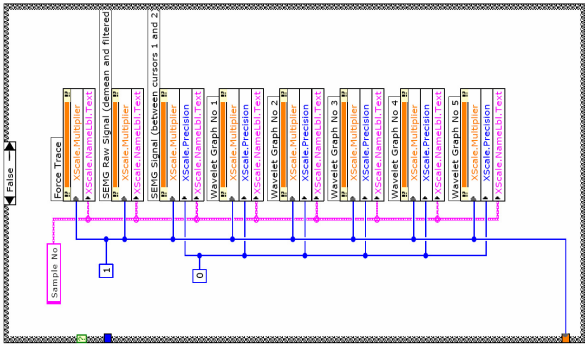 False
Force Trace
XScale.Multiplier
XScale.NameLbl.Text
SEMG Raw Signal (demean and filtered
XScale.Multiplier
XScale.NameLbl.Text
SEMG Signal (between cursors 1 and 2)
XScale.Multiplier
XScale.Precision
XScale.NameLbl.Text
Wavelet Graph No 1
XScale.Multiplier
XScale.Precision
XScale.NameLbl.Text
Wavelet Graph No 2
XScale.Multiplier
XScale.Precision
XScale.NameLbl.Text
Wavelet Graph No 3
XScale.Multiplier
XScale.Precision
XScale.NameLbl.Text
Wavelet Graph No 4
XScale.Multiplier
XScale.Precision
XScale.NameLbl.Text
Wavelet Graph No 5
XScale.Multiplier
XScale.Precision
XScale.NameLbl.Text
Sample No
1
0